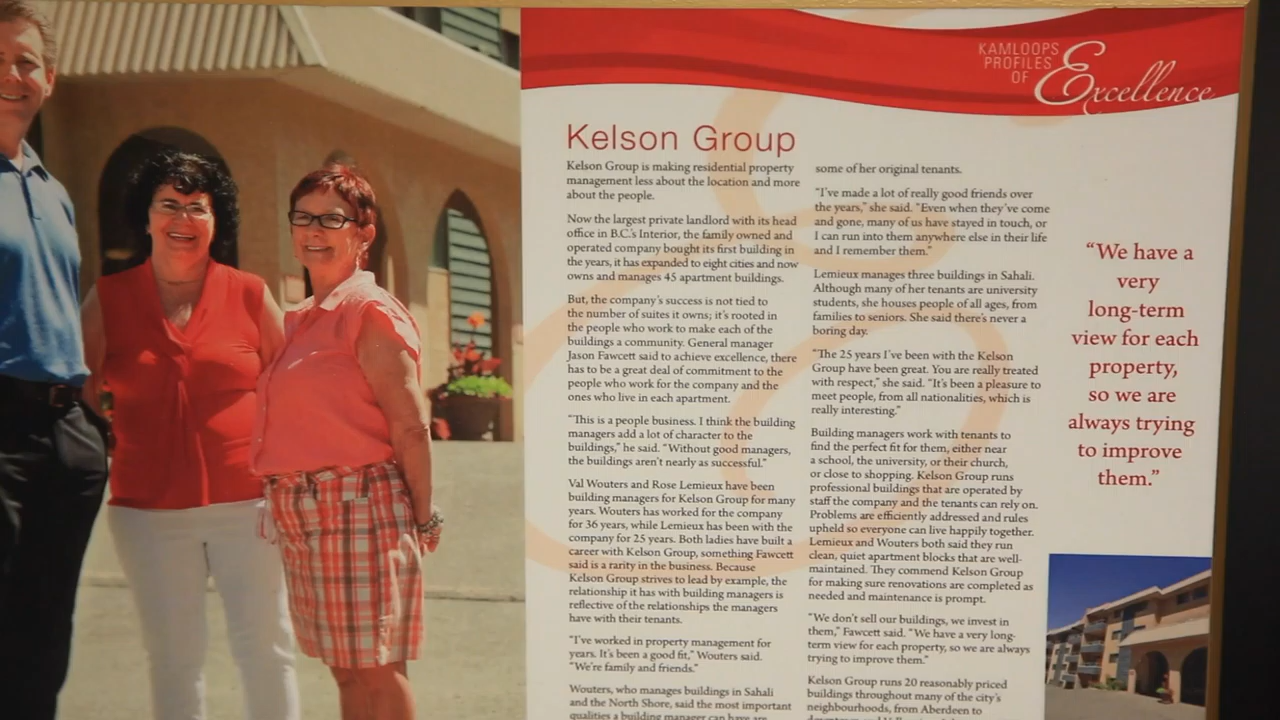 KAMLOOPS
PROFILES
OF
Excellence
Kelson Group
Kelson Group is making residential property
management less about the location and more
about the people.
Now the largest private landlord with its head
office in B.C.'s Interior, the family owned and
operated company bought its first building in
the years, it has expanded to eight cities and now
owns and manages 45 apartment buildings.
But, the company's success is not tied to
the number of suites it owns; it's rooted in
the people who work to make each of the
buildings a community. General manager
Jason Fawcett said to achieve excellence, there
has to be a great deal of commitment to the
people who work for the company and the
ones who live in each apartment.
"This is a people business. I think the building
managers add a lot of character to the
buildings," he said. "Without good managers,
the buildings aren't nearly as successful."
Val Wouters and Rose Lemieux have been
building managers for Kelson Group for many
years. Wouters has worked for the company
for 36 years, while Lemieux has been with the
company for 25 years. Both ladies have built a
career with Kelson Group, something Fawcett
said is a rarity in the business. Because
Kelson Group strives to lead by example, the
relationship it has with building managers is
reflective of the relationships the managers
have with their tenants.
"I've worked in property management for
years. It's been a good fit," Wouters said.
"We're family and friends."
Wouters, who manages buildings in Sahali
and the North Shore, said the most important
qualities a building manager can have are
some of her original tenants.
"I've made a lot of really good friends over
the years," she said. "Even when they've come
and gone, many of us have stayed in touch, or
I can run into them anywhere else in their life
and I remember them."
Lemieux manages three buildings in Sahali.
Although many of her tenants are university
students, she houses people of all ages, from
families to seniors. She said there's never a
boring day.
"The 25 years I've been with the Kelson
Group have been great. You are really treated
with respect," she said. "It's been a pleasure to
meet people, from all nationalities, which is
really interesting."
Building managers work with tenants to
find the perfect fit for them, either near
a school, the university, or their church,
or close to shopping. Kelson Group runs
professional buildings that are operated by
staff the company and the tenants can rely on.
Problems are efficiently addressed and rules
upheld so everyone can live happily together.
Lemieux and Wouters both said they run
clean, quiet apartment blocks that are well-
maintained. They commend Kelson Group
for making sure renovations are completed as
needed and maintenance is prompt.
"We don't sell our buildings, we invest in
them," Fawcett said. "We have a very long-
term view for each property, so we are always
trying to improve them."
Kelson Group runs 20 reasonably priced
buildings throughout many of the city's
neighbourhoods, from Aberdeen to
"We have a
very
long-term
view for each
property,
so we are
always trying
to improve
them."